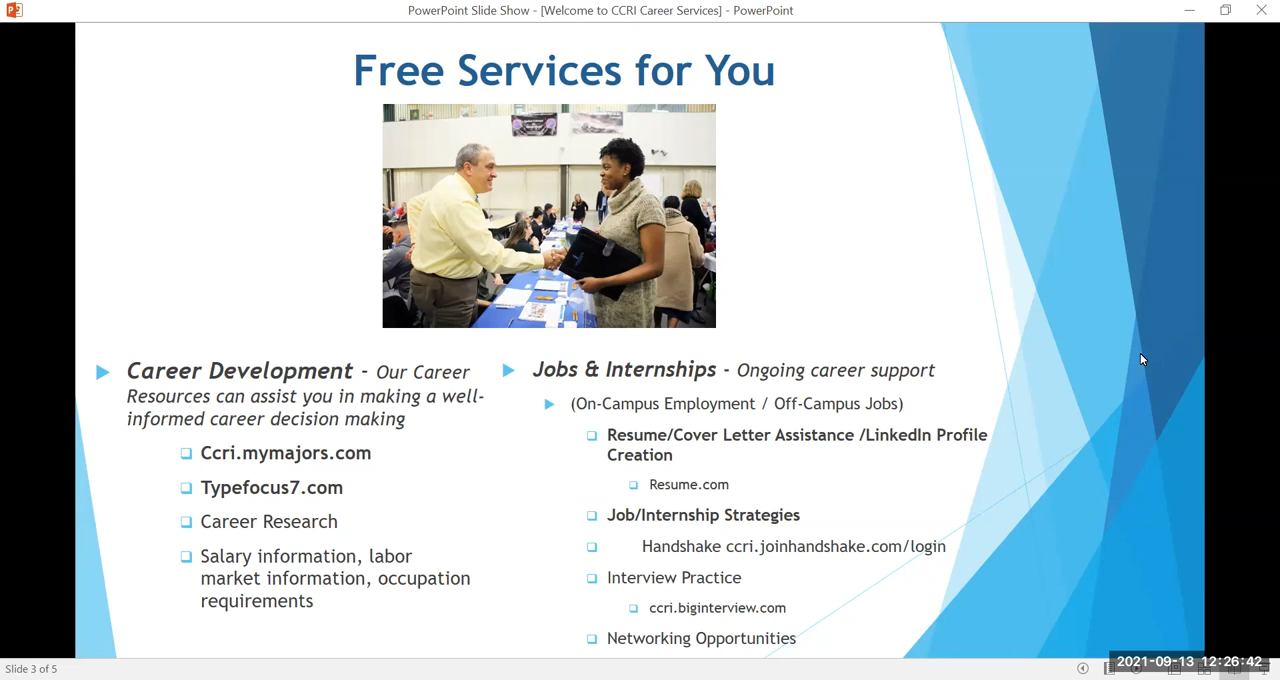 PowerPoint Slide Show - [Welcome to CCRI Career Services] - PowerPoint
Free Services for You
Career Development - Our Career
Resources can assist you in making a well-
informed career decision making
Ccri.mymajors.com
Typefocus7.com
Career Research
Salary information, labor
market information, occupation
requirements
Jobs & Internships - Ongoing career support
(On-Campus Employment / Off-Campus Jobs)
Resume/Cover Letter Assistance /LinkedIn Profile
Creation
Resume.com
Job/Internship Strategies
Handshake ccri.joinhandshake.com/login
Interview Practice
ccri.biginterview.com
Networking Opportunities
Slide 3 of 5
2021-09-13 12:26:42